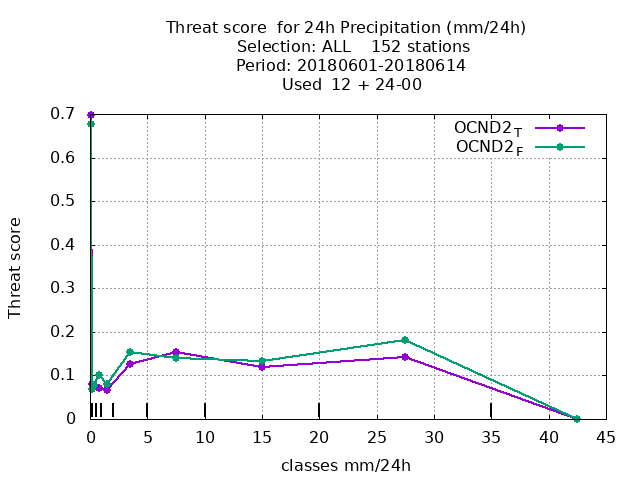 Threat score  for 24h Precipitation (mm/24h)
Selection: ALL    152 stations
Period: 20180601-20180614
Used  12 + 24-00
OCND2T
OCND2F
Threat score
0.7
0.6
0.5
0.4
0.3
0.2
0.1
0
0 5 10 15 20 25 30 35 40 45
classes mm/24h